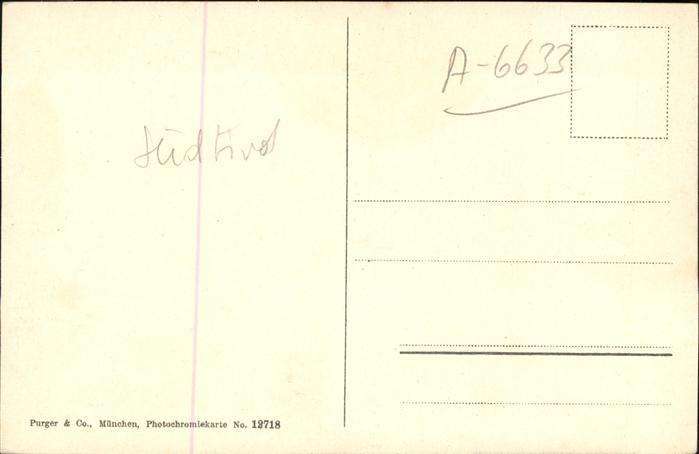 Südtirol
Purger & Co., München, Photochromiekarte No. 12718
A-6633